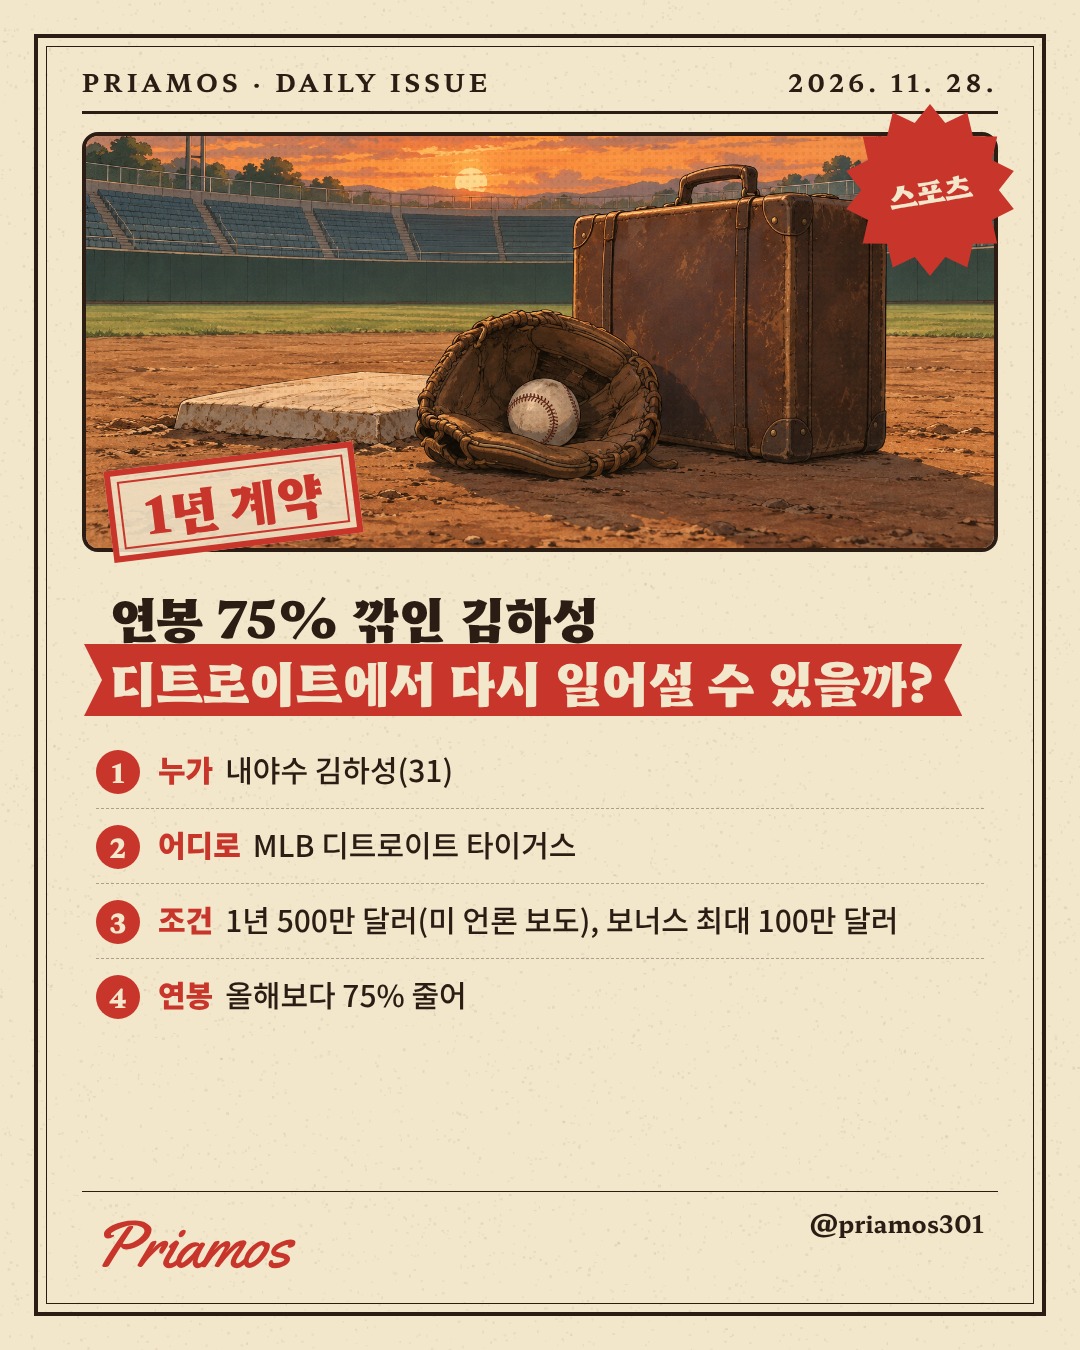 PRIAMOS · DAILY ISSUE
2026. 11. 28.
스포츠
1년 계약
연봉 75% 깎인 김하성
디트로이트에서 다시 일어설 수 있을까?
1 누가 내야수 김하성(31)
2 어디로 MLB 디트로이트 타이거스
3 조건 1년 500만 달러(미 언론 보도), 보너스 최대 100만 달러
4 연봉 올해보다 75% 줄어
Priamos
@priamos301